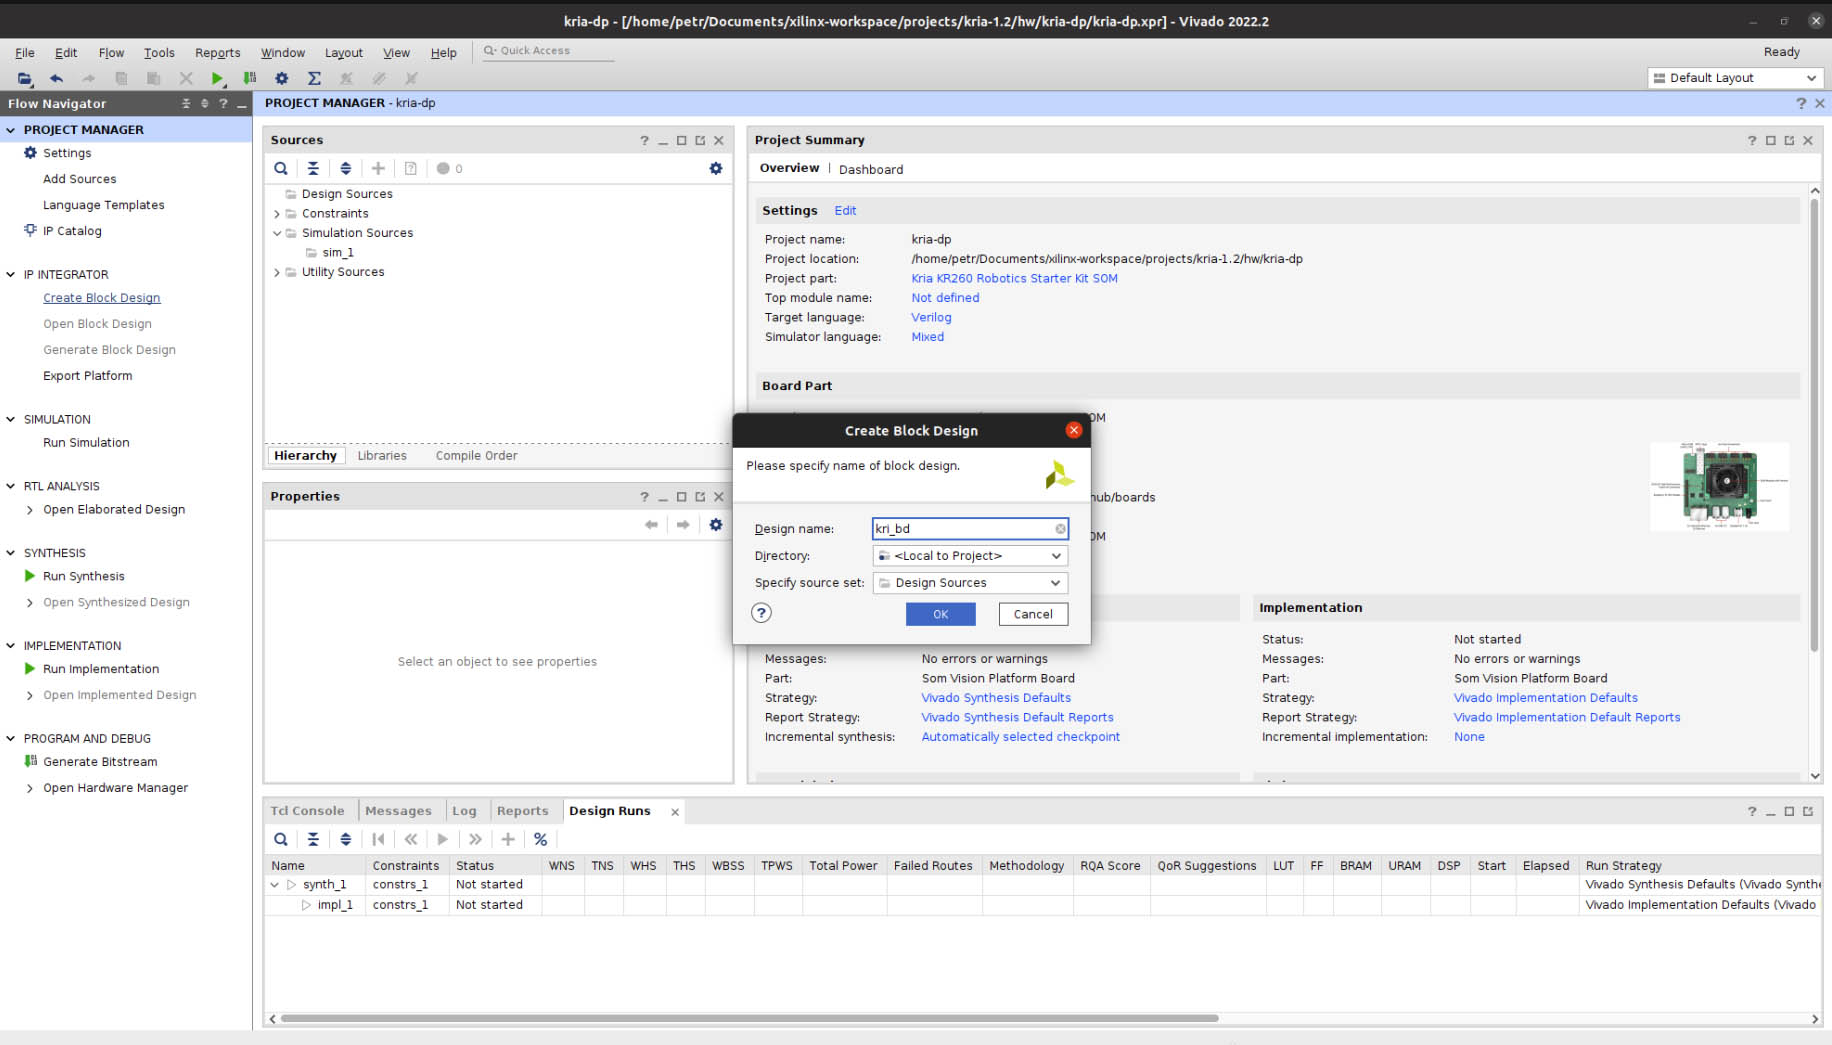 kria-dp - [/home/petr/Documents/xilinx-workspace/projects/kria-1.2/hw/kria-dp/kria-dp.xpr] - Vivado 2022.2
File Edit Flow Tools Reports Window Layout View Help Quick Access
Ready
Default Layout
Flow Navigator
PROJECT MANAGER - kria-dp
PROJECT MANAGER
Settings
Add Sources
Language Templates
IP Catalog
IP INTEGRATOR
Create Block Design
Open Block Design
Generate Block Design
Export Platform
SIMULATION
Run Simulation
RTL ANALYSIS
Open Elaborated Design
SYNTHESIS
Run Synthesis
Open Synthesized Design
IMPLEMENTATION
Run Implementation
Open Implemented Design
PROGRAM AND DEBUG
Generate Bitstream
Open Hardware Manager
Sources
0
Design Sources
Constraints
Simulation Sources
sim_1
Utility Sources
Hierarchy Libraries Compile Order
Properties
Select an object to see properties
Project Summary
Overview | Dashboard
Settings Edit
Project name: kria-dp
Project location: /home/petr/Documents/xilinx-workspace/projects/kria-1.2/hw/kria-dp
Project part: Kria KR260 Robotics Starter Kit SOM
Top module name: Not defined
Target language: Verilog
Simulator language: Mixed
Board Part
OM
hub/boards
OM
Create Block Design
Please specify name of block design.
Design name: kri_bd
Directory: <Local to Project>
Specify source set: Design Sources
? OK Cancel
Messages: No errors or warnings
Part: Som Vision Platform Board
Strategy: Vivado Synthesis Defaults
Report Strategy: Vivado Synthesis Default Reports
Incremental synthesis: Automatically selected checkpoint
Implementation
Status: Not started
Messages: No errors or warnings
Part: Som Vision Platform Board
Strategy: Vivado Implementation Defaults
Report Strategy: Vivado Implementation Default Reports
Incremental implementation: None
Tcl Console Messages Log Reports Design Runs
Name Constraints Status WNS TNS WHS THS WBSS TPWS Total Power Failed Routes Methodology RQA Score QoR Suggestions LUT FF BRAM URAM DSP Start Elapsed Run Strategy
synth_1 constrs_1 Not started Vivado Synthesis Defaults (Vivado Synthe
impl_1 constrs_1 Not started Vivado Implementation Defaults (Vivado